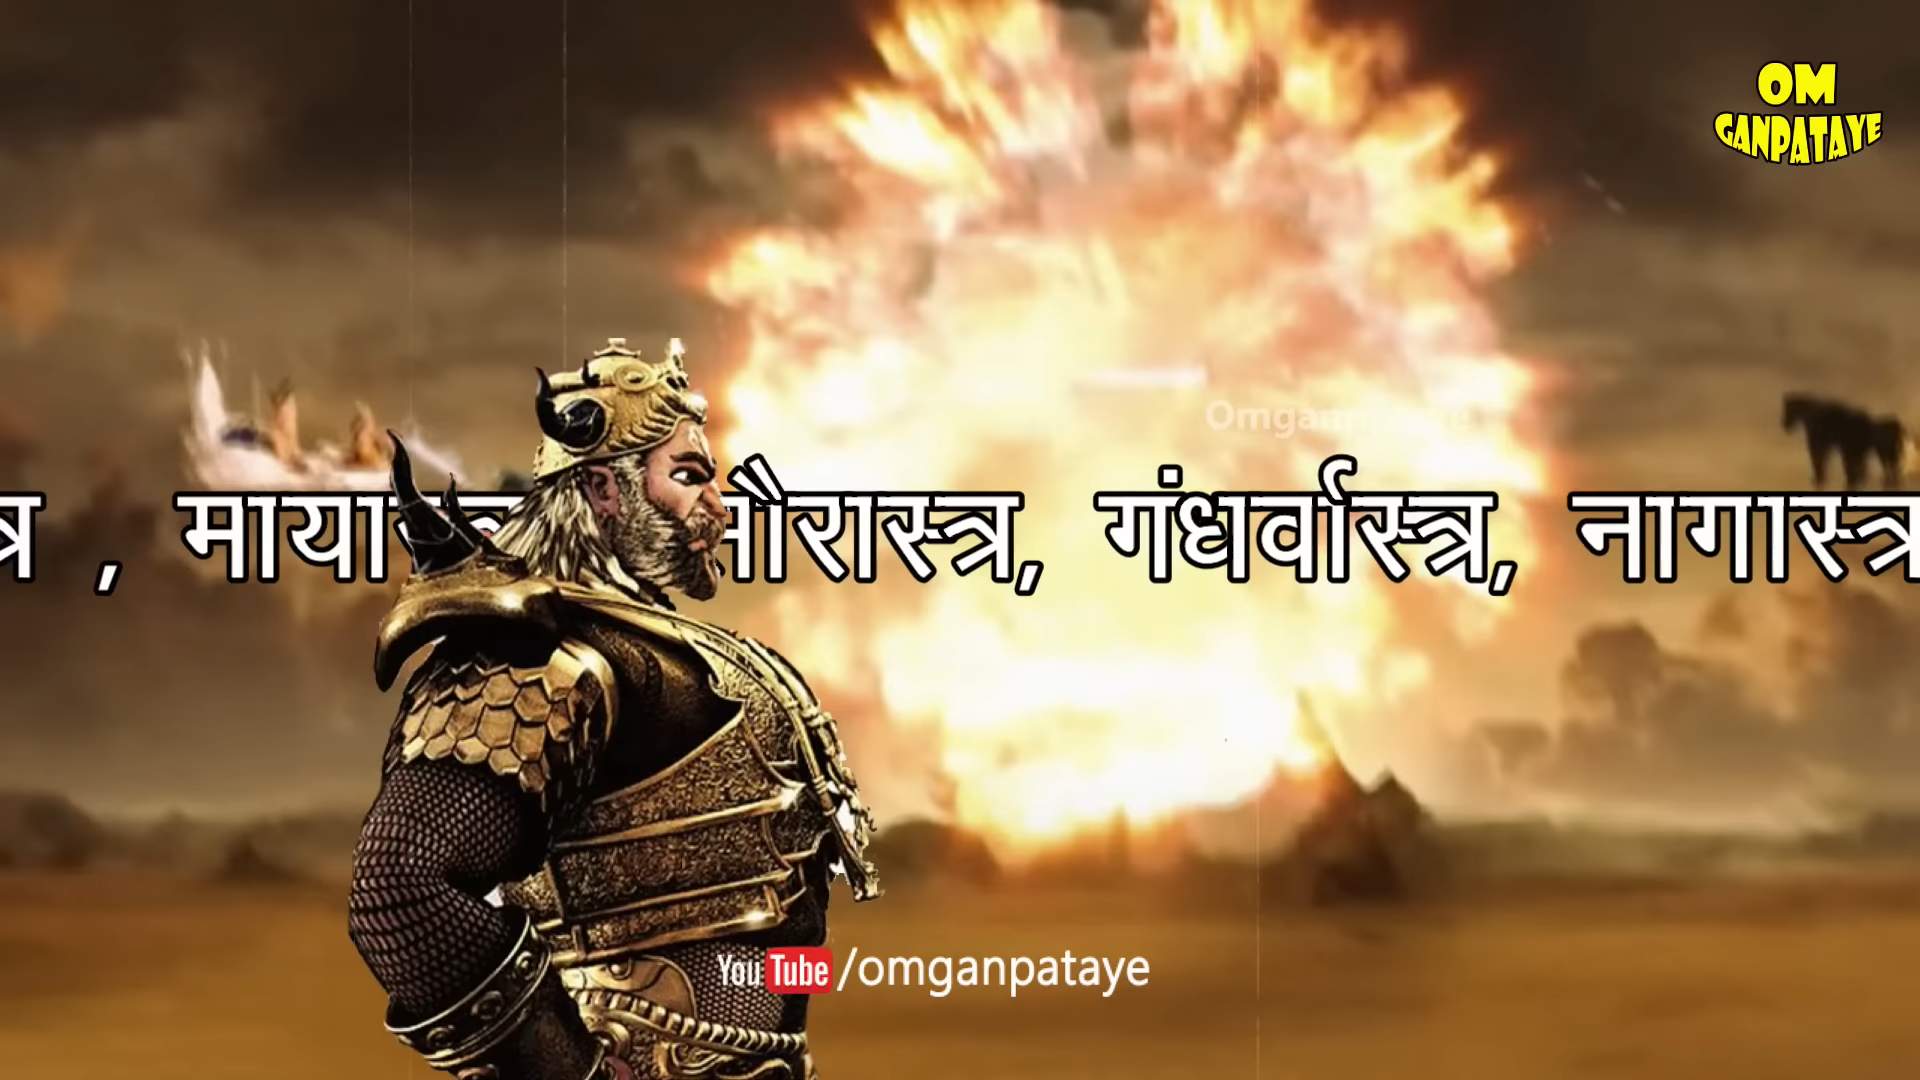 OM
GANPATAYE
, सौरास्त्र, गंधर्वास्त्र, नागास्त्र
YouTube/omganpataye